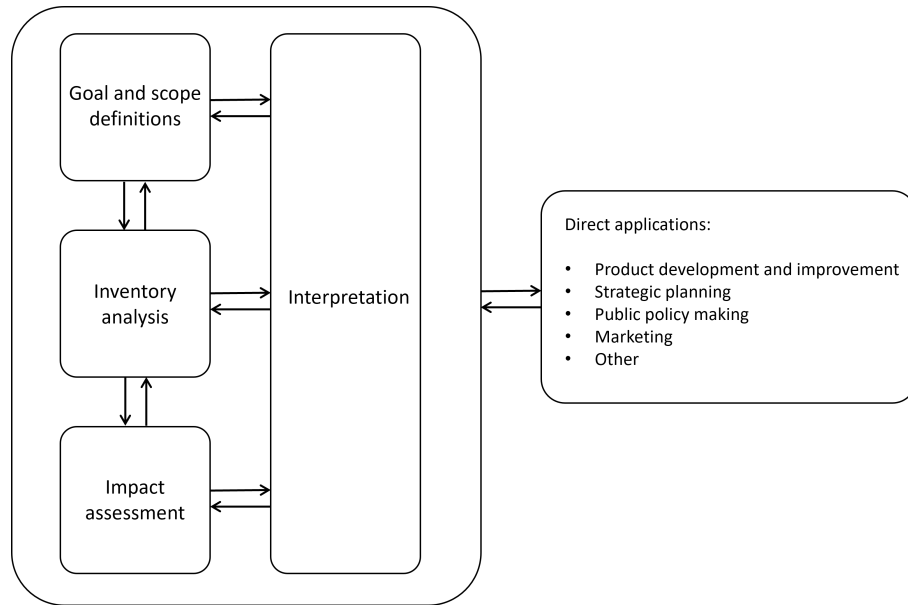 Goal and scope
definitions
Inventory
analysis
Impact
assessment
Interpretation
Direct applications:
• Product development and improvement
• Strategic planning
• Public policy making
• Marketing
• Other